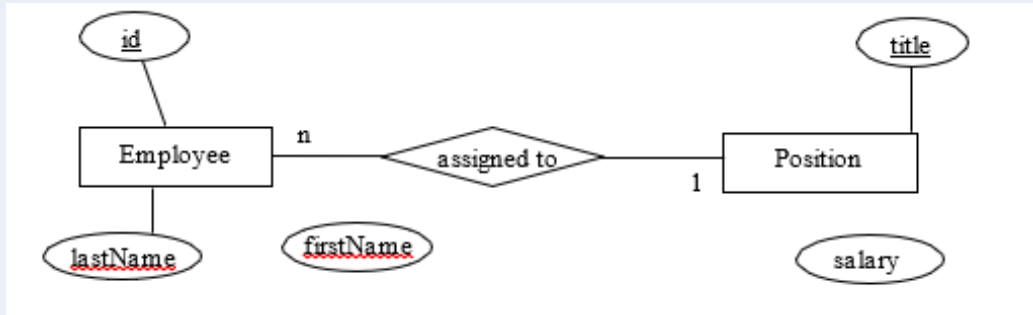 id
title
Employee
n
assigned to
1
Position
lastName
firstName
salary